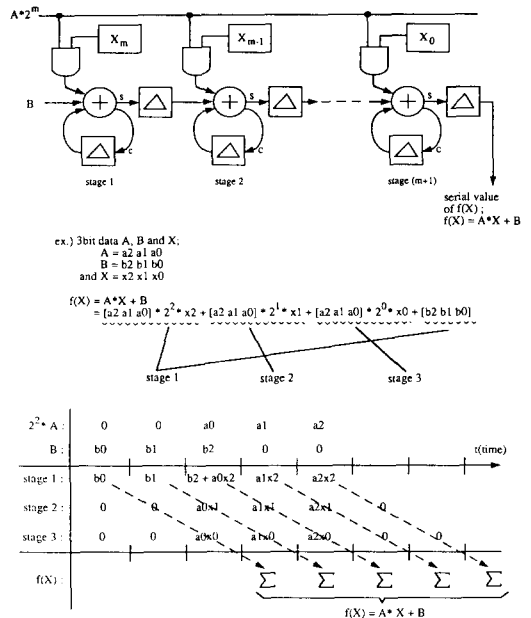 A*2^m
X_m
X_m-1
X_0
B
+
s
+
s
+
s
c
c
c
stage 1
stage 2
stage (m+1)
serial value
of f(X) ;
f(X) = A*X + B
ex.) 3bit data A, B and X;
A = a2 a1 a0
B = b2 b1 b0
and X = x2 x1 x0
f(X) = A*X + B
= [a2 a1 a0] * 2^2 * x2 + [a2 a1 a0] * 2^1 * x1 + [a2 a1 a0] * 2^0 * x0 + [b2 b1 b0]
stage 1
stage 2
stage 3
2^2* A : 0 0 a0 a1 a2
B : b0 b1 b2 0 0 t(time)
stage 1 : b0 b1 b2 + a0x2 a1x2 a2x2
stage 2 : 0 0 a0x1 a1x1 a2x1 0
stage 3 : 0 0 a0x0 a1x0 a2x0 0 0
f(X) : Σ Σ Σ Σ Σ
f(X) = A* X + B